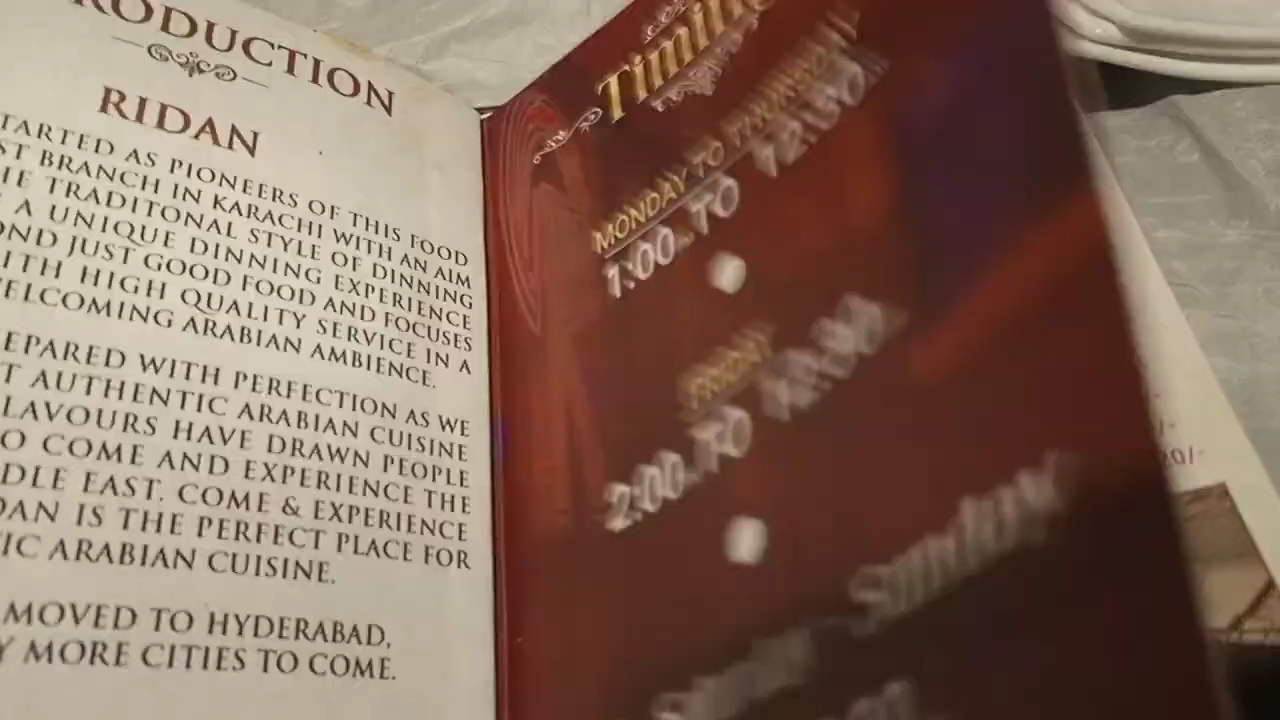 RODUCTION
RIDAN
TARTED AS PIONEERS OF THIS FOOD
ST BRANCH IN KARACHI WITH AN AIM
IE TRADITONAL STYLE OF DINNING
A UNIQUE DINNING EXPERIENCE
OND JUST GOOD FOOD AND FOCUSES
ITH HIGH QUALITY SERVICE IN A
ELCOMING ARABIAN AMBIENCE.
EPARED WITH PERFECTION AS WE
T AUTHENTIC ARABIAN CUISINE
LAVOURS HAVE DRAWN PEOPLE
O COME AND EXPERIENCE THE
DLE EAST. COME & EXPERIENCE
DAN IS THE PERFECT PLACE FOR
IC ARABIAN CUISINE.
MOVED TO HYDERABAD,
Y MORE CITIES TO COME.
Timin
MONDAY TO THURSDAY
1:00 TO
FRIDAY
2:00 TO
Sunday